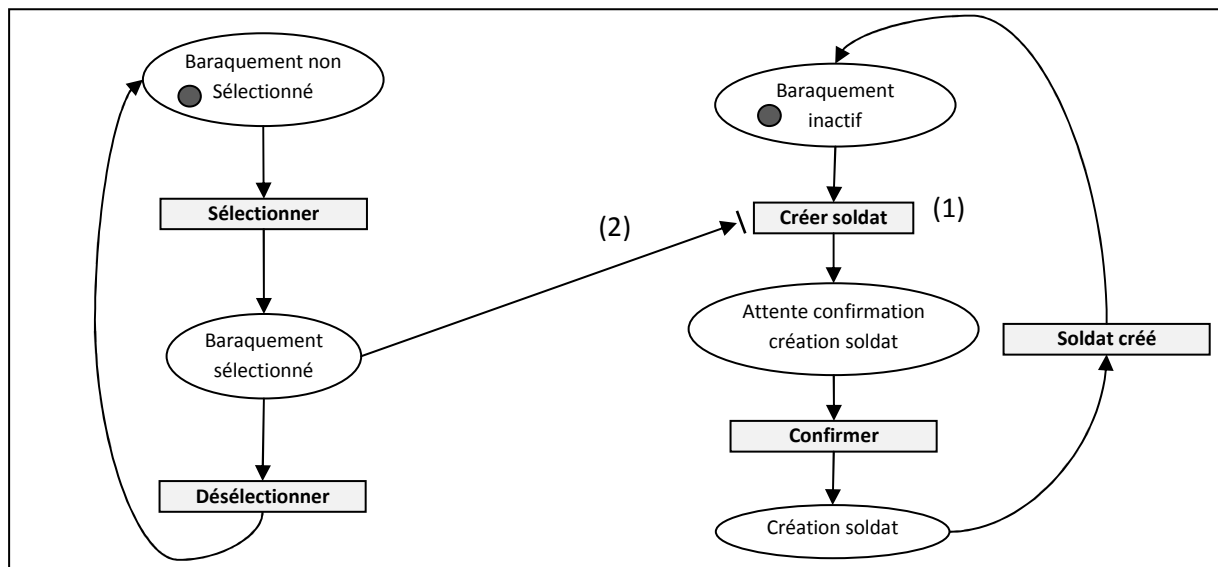 Baraquement non
Sélectionné
Sélectionner
Baraquement
sélectionné
Désélectionner
(2)
Baraquement
inactif
Créer soldat
(1)
Attente confirmation
création soldat
Confirmer
Création soldat
Soldat créé